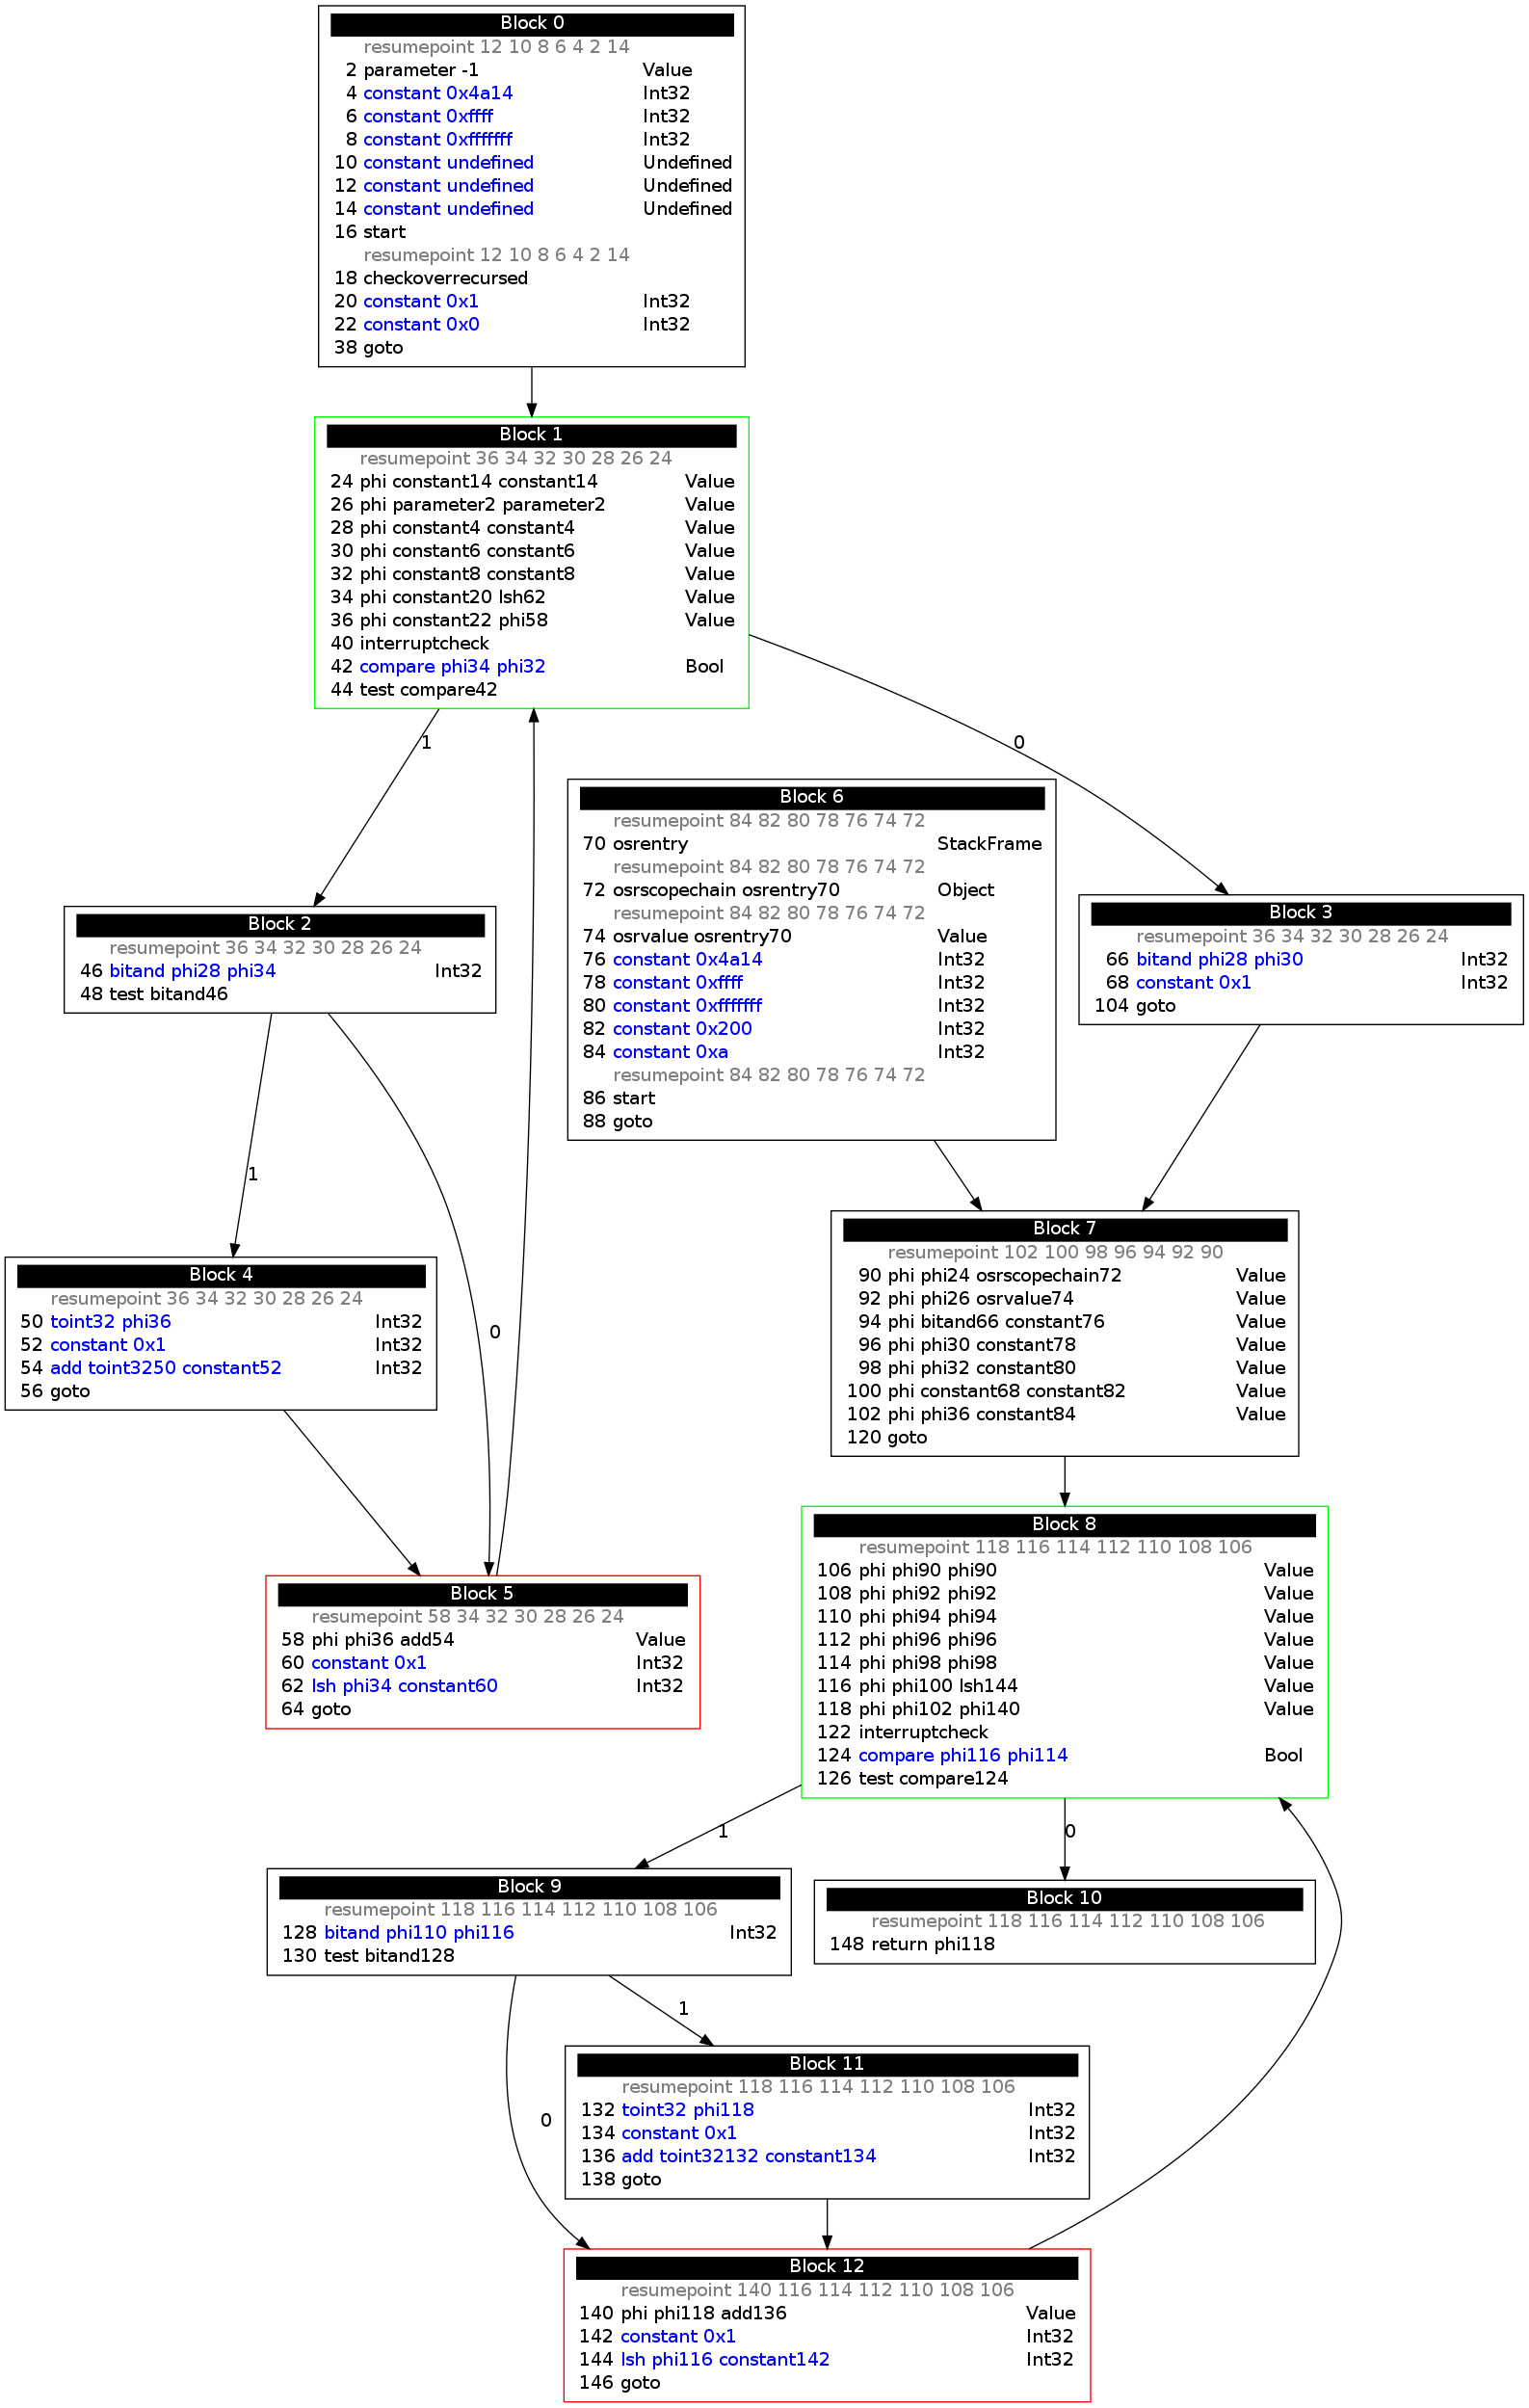 Block 0
resumepoint 12 10 8 6 4 2 14
2 parameter -1 Value
4 constant 0x4a14 Int32
6 constant 0xffff Int32
8 constant 0xfffffff Int32
10 constant undefined Undefined
12 constant undefined Undefined
14 constant undefined Undefined
16 start
resumepoint 12 10 8 6 4 2 14
18 checkoverrecursed
20 constant 0x1 Int32
22 constant 0x0 Int32
38 goto
Block 1
resumepoint 36 34 32 30 28 26 24
24 phi constant14 constant14 Value
26 phi parameter2 parameter2 Value
28 phi constant4 constant4 Value
30 phi constant6 constant6 Value
32 phi constant8 constant8 Value
34 phi constant20 lsh62 Value
36 phi constant22 phi58 Value
40 interruptcheck
42 compare phi34 phi32 Bool
44 test compare42
1
0
Block 6
resumepoint 84 82 80 78 76 74 72
70 osrentry StackFrame
resumepoint 84 82 80 78 76 74 72
72 osrscopechain osrentry70 Object
resumepoint 84 82 80 78 76 74 72
74 osrvalue osrentry70 Value
76 constant 0x4a14 Int32
78 constant 0xffff Int32
80 constant 0xfffffff Int32
82 constant 0x200 Int32
84 constant 0xa Int32
resumepoint 84 82 80 78 76 74 72
86 start
88 goto
Block 2
resumepoint 36 34 32 30 28 26 24
46 bitand phi28 phi34 Int32
48 test bitand46
Block 3
resumepoint 36 34 32 30 28 26 24
66 bitand phi28 phi30 Int32
68 constant 0x1 Int32
104 goto
1
0
Block 4
resumepoint 36 34 32 30 28 26 24
50 toint32 phi36 Int32
52 constant 0x1 Int32
54 add toint3250 constant52 Int32
56 goto
Block 7
resumepoint 102 100 98 96 94 92 90
90 phi phi24 osrscopechain72 Value
92 phi phi26 osrvalue74 Value
94 phi bitand66 constant76 Value
96 phi phi30 constant78 Value
98 phi phi32 constant80 Value
100 phi constant68 constant82 Value
102 phi phi36 constant84 Value
120 goto
Block 5
resumepoint 58 34 32 30 28 26 24
58 phi phi36 add54 Value
60 constant 0x1 Int32
62 lsh phi34 constant60 Int32
64 goto
Block 8
resumepoint 118 116 114 112 110 108 106
106 phi phi90 phi90 Value
108 phi phi92 phi92 Value
110 phi phi94 phi94 Value
112 phi phi96 phi96 Value
114 phi phi98 phi98 Value
116 phi phi100 lsh144 Value
118 phi phi102 phi140 Value
122 interruptcheck
124 compare phi116 phi114 Bool
126 test compare124
1
0
Block 9
resumepoint 118 116 114 112 110 108 106
128 bitand phi110 phi116 Int32
130 test bitand128
Block 10
resumepoint 118 116 114 112 110 108 106
148 return phi118
1
0
Block 11
resumepoint 118 116 114 112 110 108 106
132 toint32 phi118 Int32
134 constant 0x1 Int32
136 add toint32132 constant134 Int32
138 goto
Block 12
resumepoint 140 116 114 112 110 108 106
140 phi phi118 add136 Value
142 constant 0x1 Int32
144 lsh phi116 constant142 Int32
146 goto